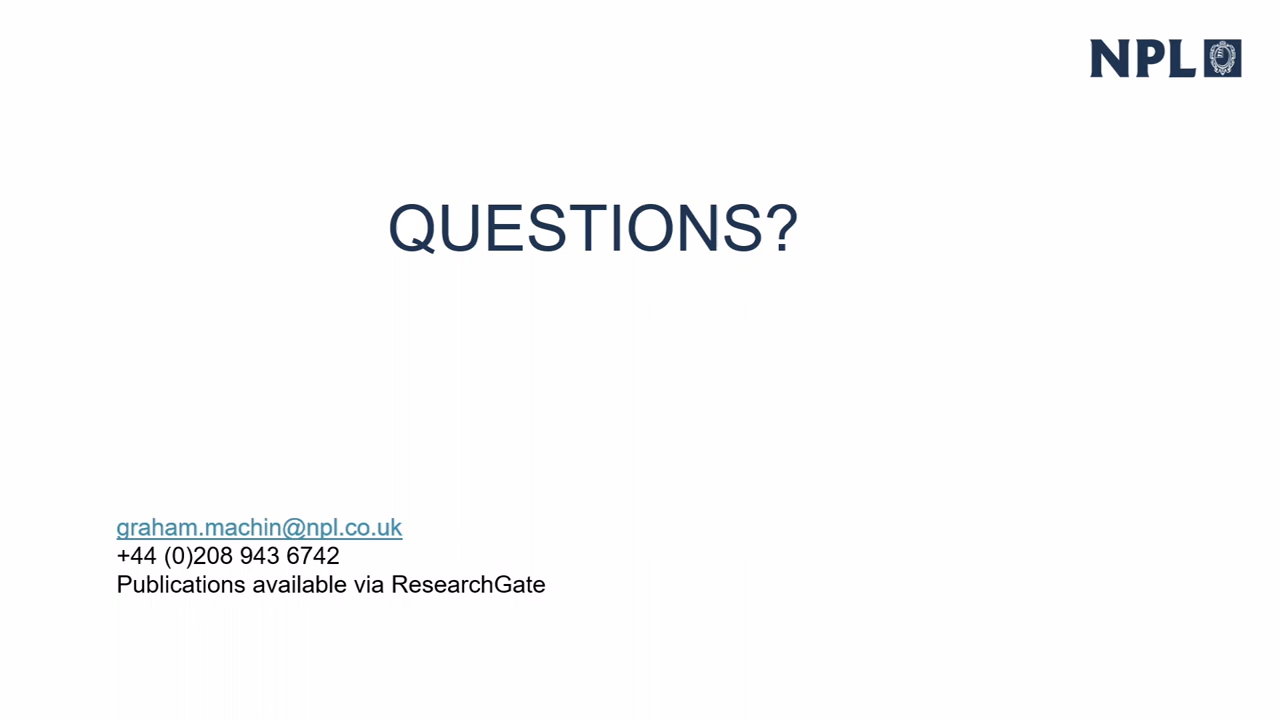 NPL
QUESTIONS?
graham.machin@npl.co.uk
+44 (0)208 943 6742
Publications available via ResearchGate